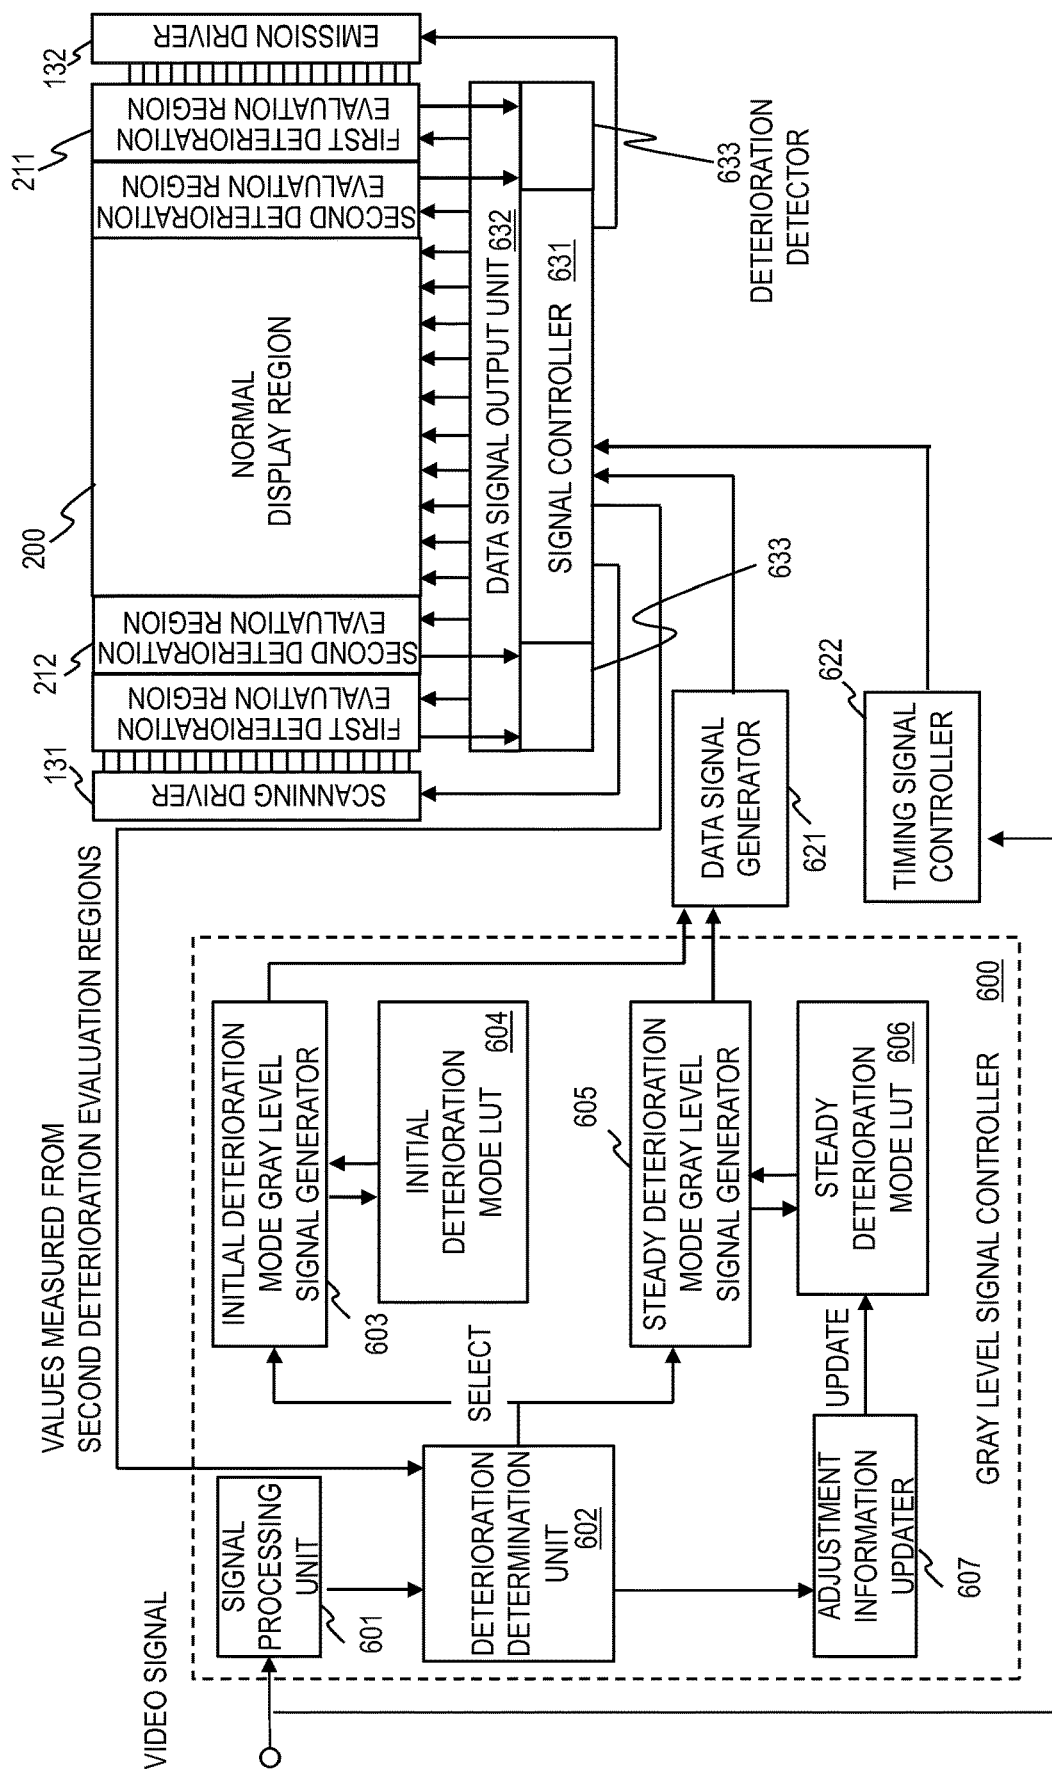 VIDEO SIGNAL
SIGNAL
PROCESSING
UNIT
601
VALUES MEASURED FROM
SECOND DETERIORATION EVALUATION REGIONS
DETERIORATION
DETERMINATION
UNIT 602
SELECT
INITLAL DETERIORATION
MODE GRAY LEVEL
SIGNAL GENERATOR
603
INITIAL
DETERIORATION
MODE LUT 604
STEADY DETERIORATION
MODE GRAY LEVEL
SIGNAL GENERATOR
605
STEADY
DETERIORATION
MODE LUT 606
UPDATE
ADJUSTMENT
INFORMATION
UPDATER
607
GRAY LEVEL SIGNAL CONTROLLER 600
DATA SIGNAL
GENERATOR
621
TIMING SIGNAL
CONTROLLER
622
131
SCANNING DRIVER
FIRST DETERIORATION
EVALUATION REGION
212
SECOND DETERIORATION
EVALUATION REGION
200
NORMAL
DISPLAY REGION
SECOND DETERIORATION
EVALUATION REGION
211
FIRST DETERIORATION
EVALUATION REGION
132
EMISSION DRIVER
DATA SIGNAL OUTPUT UNIT 632
SIGNAL CONTROLLER 631
633
633
DETERIORATION
DETECTOR